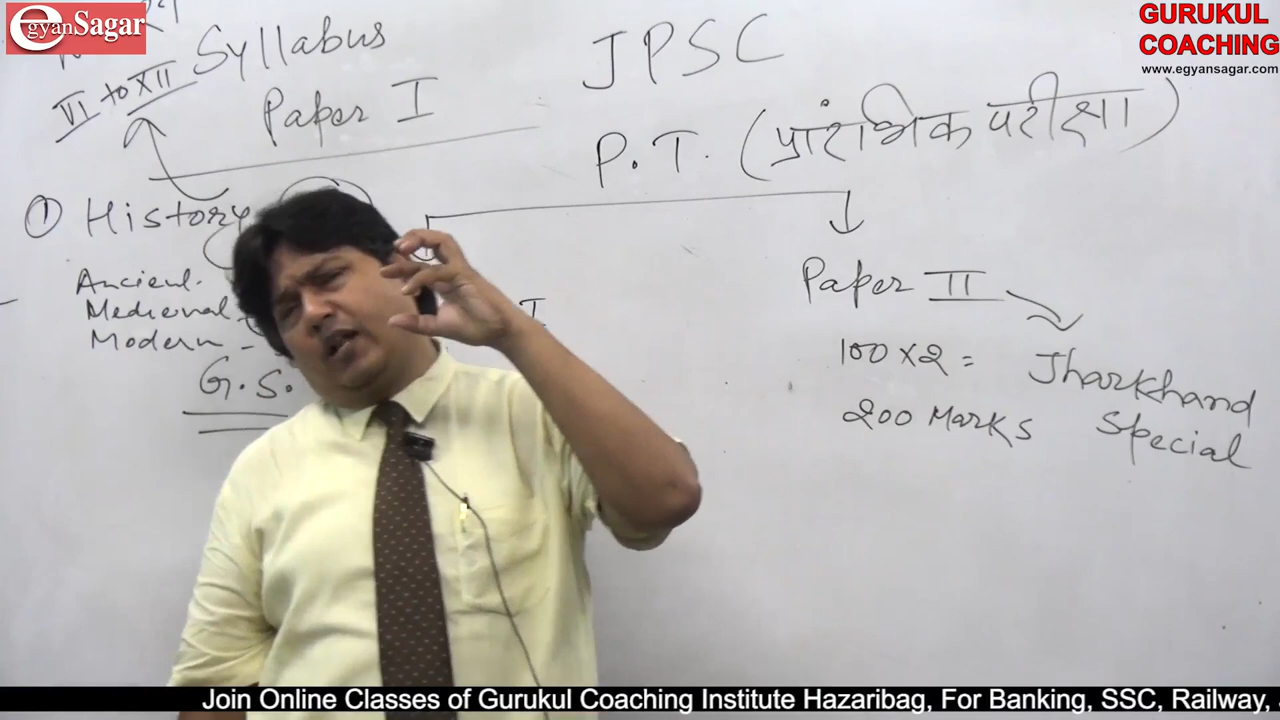 egyanSagar
GURUKUL
COACHING
www.egyansagar.com
Syllabus
VI to XII
Paper I
JPSC
P.T. (प्रारंभिक परीक्षा)
① History
Ancient.
Medieval
Modern
G.S.
I
Paper II
100×2 =
200 Marks
Jharkhand
Special
Join Online Classes of Gurukul Coaching Institute Hazaribag, For Banking, SSC, Railway,